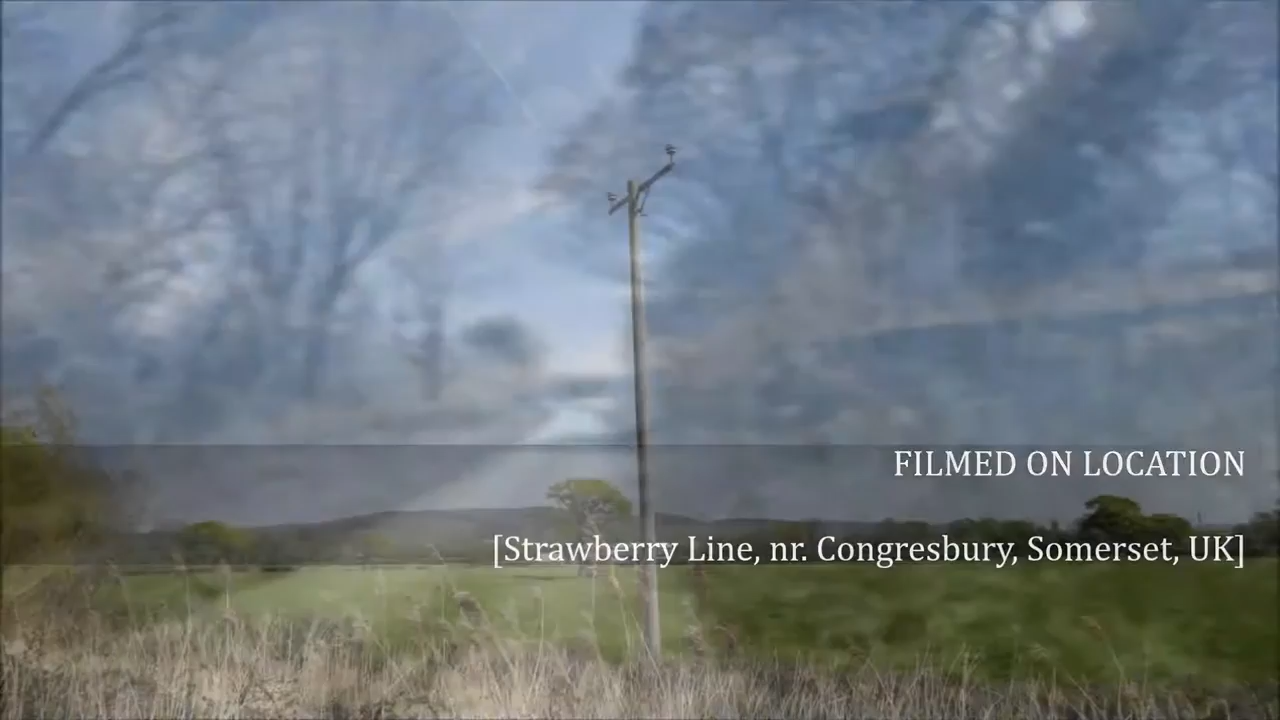 FILMED ON LOCATION
[Strawberry Line, nr. Congresbury, Somerset, UK]